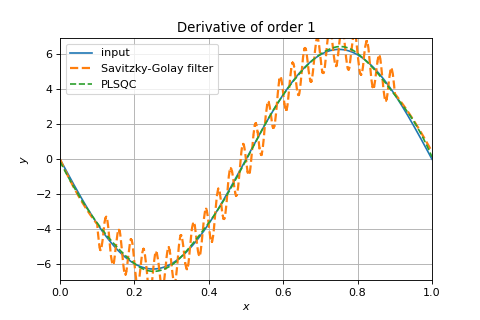 Derivative of order 1
input
Savitzky-Golay filter
PLSQC
6
4
2
0
−2
−4
−6
y
0.0 0.2 0.4 0.6 0.8 1.0
x